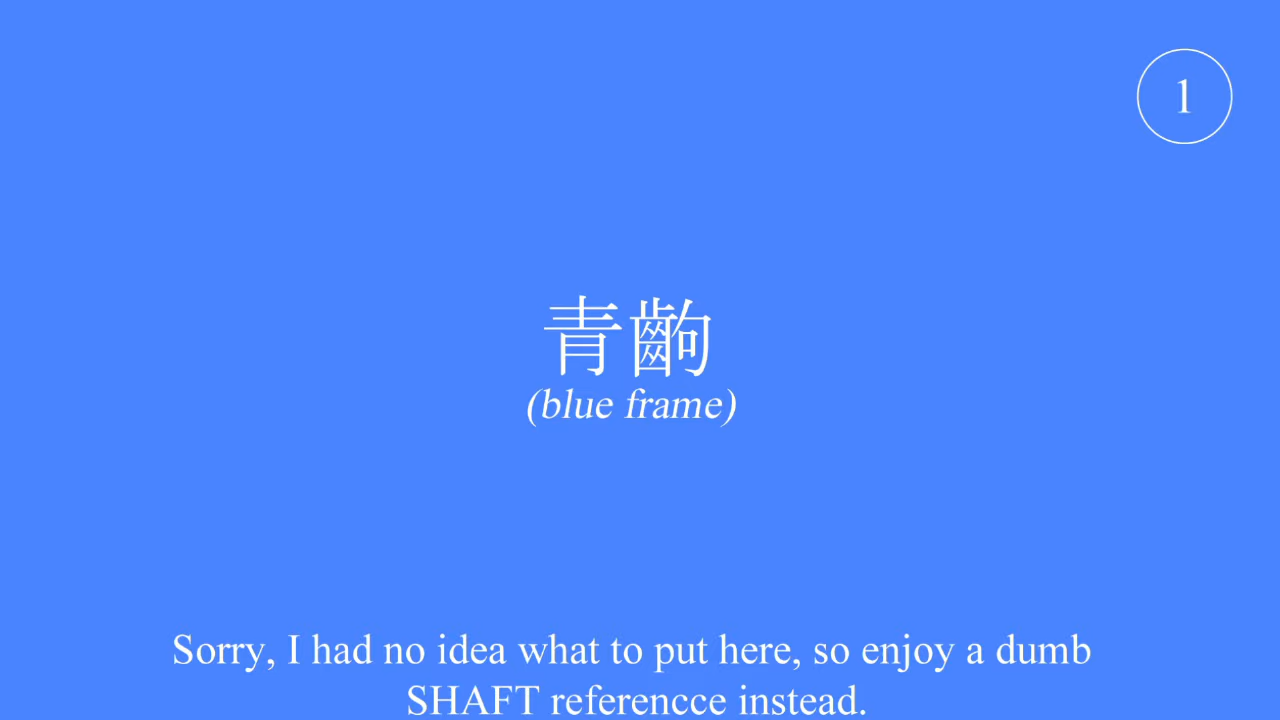 1
青齣
(blue frame)
Sorry, I had no idea what to put here, so enjoy a dumb
SHAFT referencce instead.